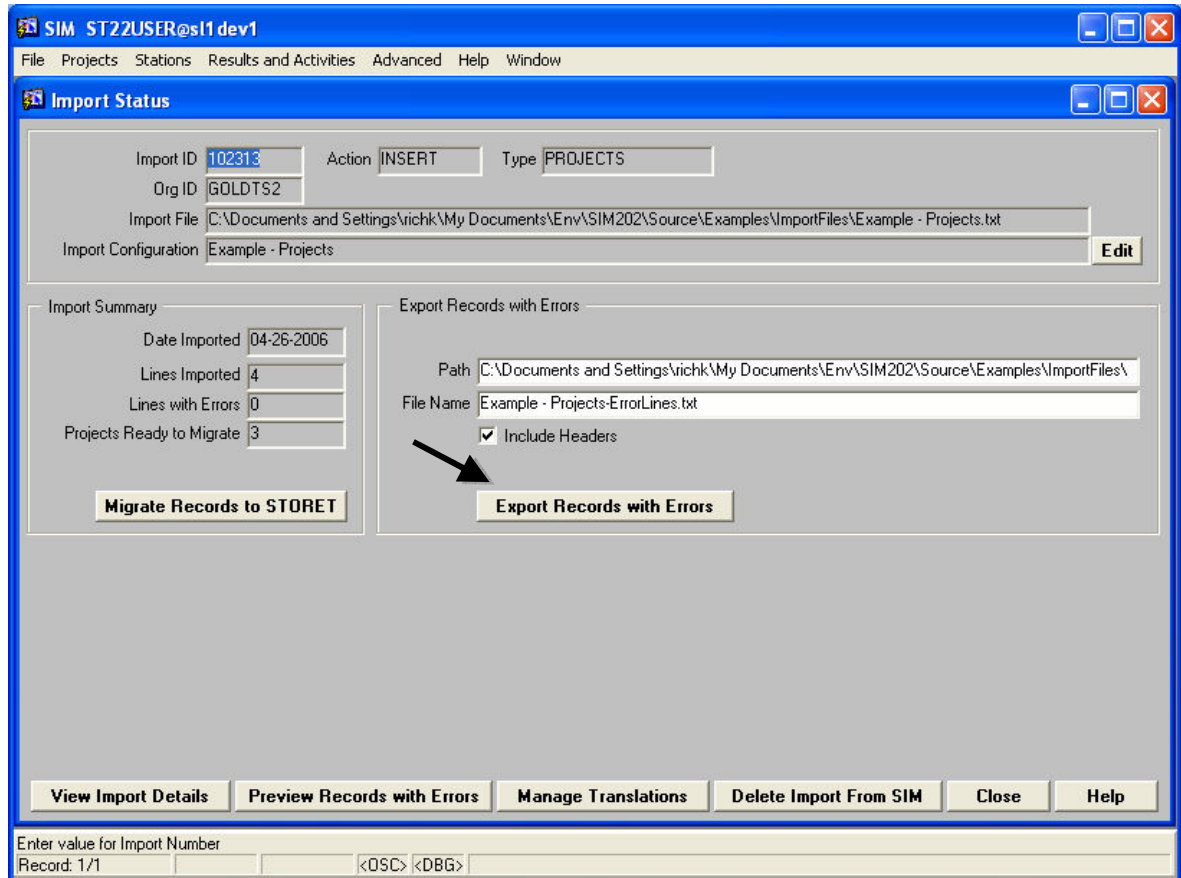 SIM ST22USER@sl1dev1
File Projects Stations Results and Activities Advanced Help Window
Import Status
Import ID 102313 Action INSERT Type PROJECTS
Org ID GOLDTS2
Import File C:\Documents and Settings\richk\My Documents\Env\SIM202\Source\Examples\ImportFiles\Example - Projects.txt
Import Configuration Example - Projects Edit
Import Summary
Date Imported 04-26-2006
Lines Imported 4
Lines with Errors 0
Projects Ready to Migrate 3
Migrate Records to STORET
Export Records with Errors
Path C:\Documents and Settings\richk\My Documents\Env\SIM202\Source\Examples\ImportFiles\
File Name Example - Projects-ErrorLines.txt
Include Headers
Export Records with Errors
View Import Details Preview Records with Errors Manage Translations Delete Import From SIM Close Help
Enter value for Import Number
Record: 1/1 <OSC> <DBG>